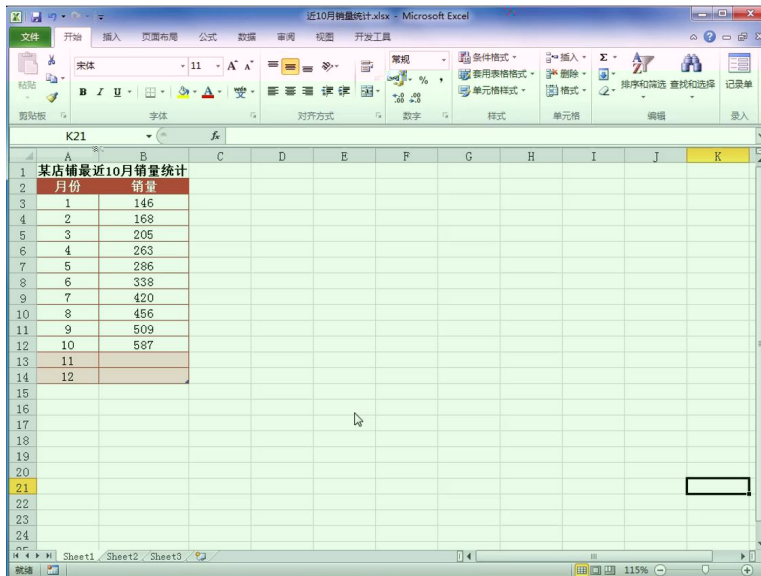 近10月销量统计.xlsx - Microsoft Excel
文件 开始 插入 页面布局 公式 数据 审阅 视图 开发工具
宋体 11 A A 常规 条件格式 插入 Σ
粘贴 B I U A 变 % , 套用表格格式 删除 排序和筛选 查找和选择 记录单
.0 .00 .00 .0 单元格样式 格式
剪贴板 字体 对齐方式 数字 样式 单元格 编辑 录入
K21 fx
A B C D E F G H I J K
1 某店铺最近10月销量统计
2 月份 销量
3 1 146
4 2 168
5 3 205
6 4 263
7 5 286
8 6 338
9 7 420
10 8 456
11 9 509
12 10 587
13 11
14 12
15
16
17
18
19
20
21
22
23
24
Sheet1 Sheet2 Sheet3
就绪 115%